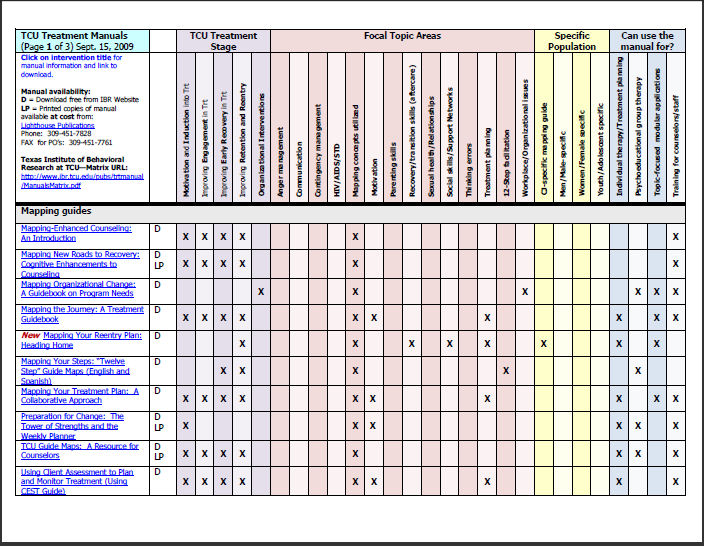 TCU Treatment Manuals
(Page 1 of 3) Sept. 15, 2009
TCU Treatment
Stage
Focal Topic Areas
Specific
Population
Can use the
manual for?
Click on intervention title for
manual information and link to
download.
Manual availability:
D = Download free from IBR Website
LP = Printed copies of manual
available at cost from:
Lighthouse Publications
Phone: 309-451-7828
FAX for PO's: 309-451-7761
Texas Institute of Behavioral
Research at TCU—Matrix URL:
http://www.ibr.tcu.edu/pubs/trtmanual
/ManualsMatrix.pdf
Motivation and Induction into Trt
Improving Engagement in Trt
Improving Early Recovery in Trt
Improving Retention and Reentry
Organizational Interventions
Anger management
Communication
Contingency management
HIV/AIDS/STD
Mapping concepts utilized
Motivation
Parenting skills
Recovery/transition skills (aftercare)
Sexual health/Relationships
Social skills/Support Networks
Thinking errors
Treatment planning
12-Step facilitation
Workplace/Organizational issues
CJ-specific mapping guide
Men/Male-specific
Women/Female specific
Youth/Adolescent specific
Individual therapy/Treatment planning
Psychoeducational group therapy
Topic-focused modular applications
Training for counselors/staff
Mapping guides
Mapping-Enhanced Counseling: D
An Introduction X X X X X X
Mapping New Roads to Recovery: D
Cognitive Enhancements to LP X X X X X X
Counseling
Mapping Organizational Change: D
A Guidebook on Program Needs X X X X X X
Mapping the Journey: A Treatment D
Guidebook X X X X X X X X X X
New Mapping Your Reentry Plan: D
Heading Home X X X X X X X X
Mapping Your Steps: "Twelve D
Step" Guide Maps (English and X X X X X
Spanish)
Mapping Your Treatment Plan: A D
Collaborative Approach X X X X X X X X X X
Preparation for Change: The D
Tower of Strengths and the LP X X X X X X
Weekly Planner
TCU Guide Maps: A Resource for D
Counselors LP X X X X X X X X
Using Client Assessment to Plan D
and Monitor Treatment (Using X X X X X X X X X
CEST Guide)